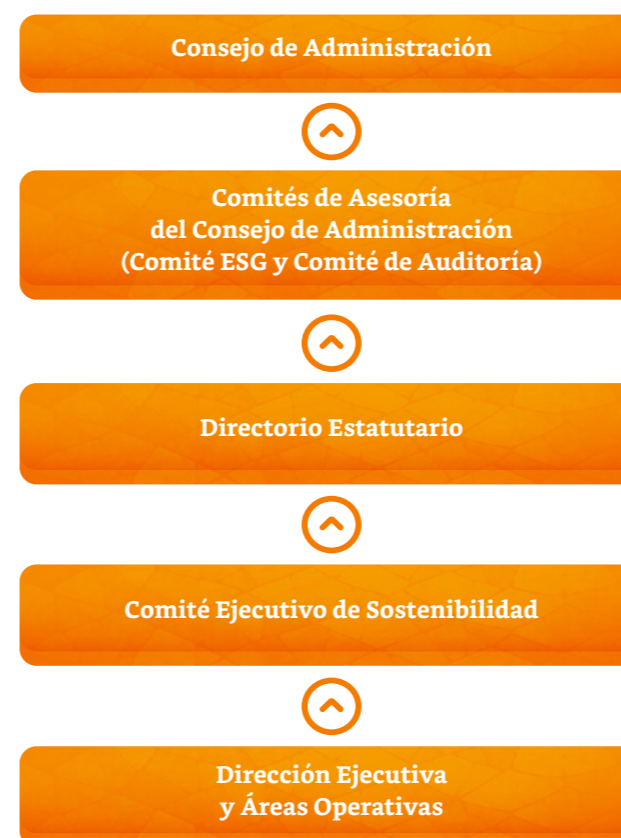 Consejo de Administración
Comités de Asesoría
del Consejo de Administración
(Comité ESG y Comité de Auditoría)
Directorio Estatutario
Comité Ejecutivo de Sostenibilidad
Dirección Ejecutiva
y Áreas Operativas